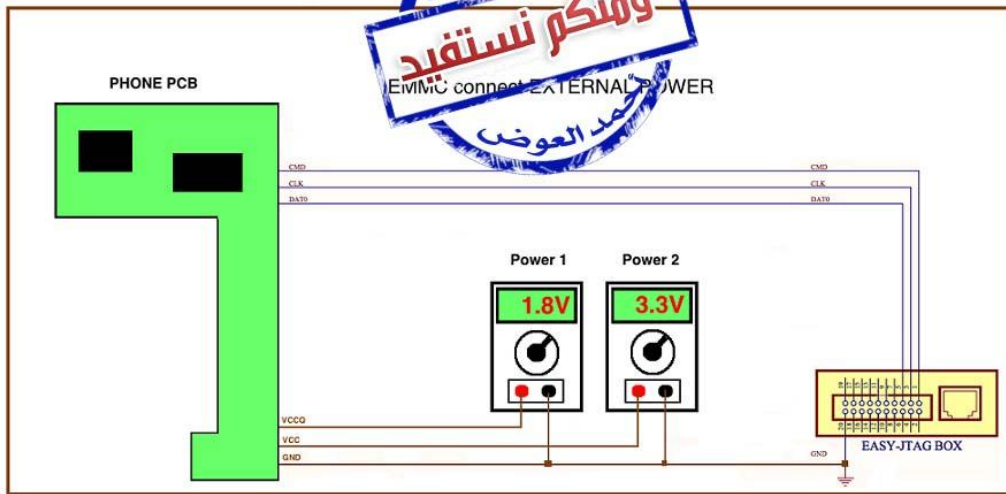 ومنكم نستفيد
EMMC connect EXTERNAL POWER
أحمد العوض
PHONE PCB
CMD
CLK
DAT0
CMD
CLK
DAT0
Power 1
Power 2
1.8V
3.3V
VCCQ
VCC
GND
GND
EASY-JTAG BOX